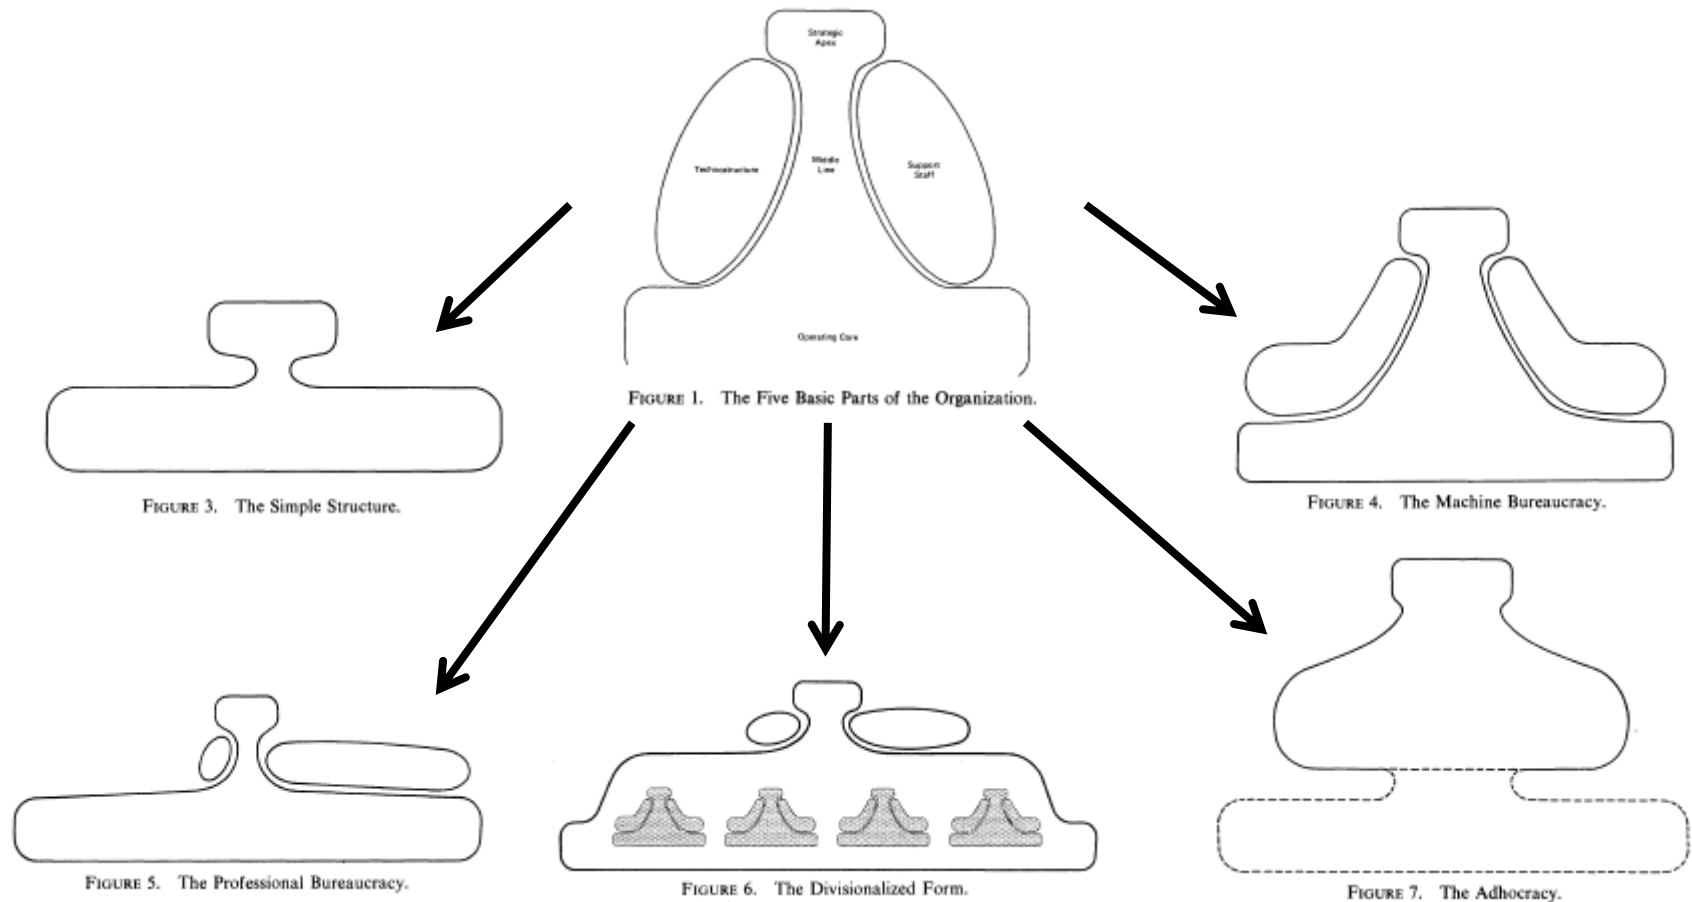 Strategic
Apex
Technostructure
Middle
Line
Support
Staff
Operating Core
FIGURE 1. The Five Basic Parts of the Organization.
FIGURE 3. The Simple Structure.
FIGURE 4. The Machine Bureaucracy.
FIGURE 5. The Professional Bureaucracy.
FIGURE 6. The Divisionalized Form.
FIGURE 7. The Adhocracy.